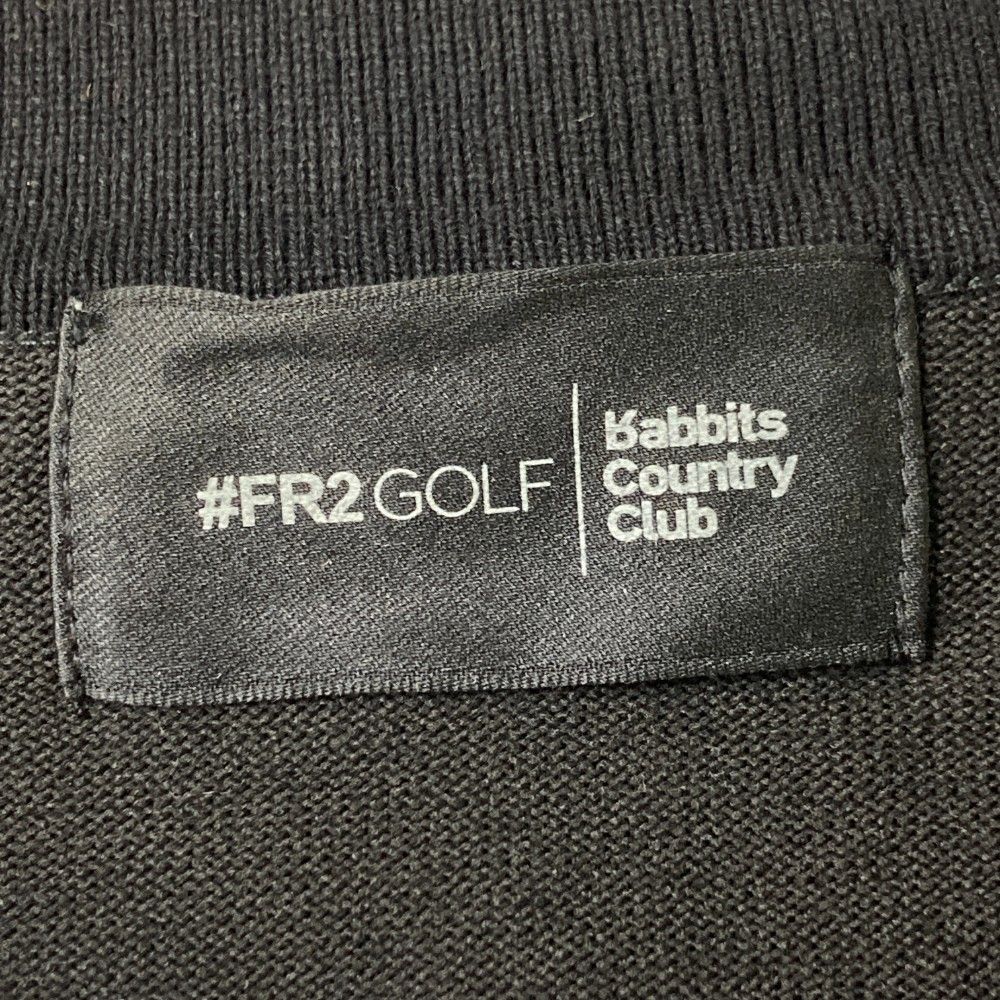 #FR2GOLF
Rabbits
Country
Club